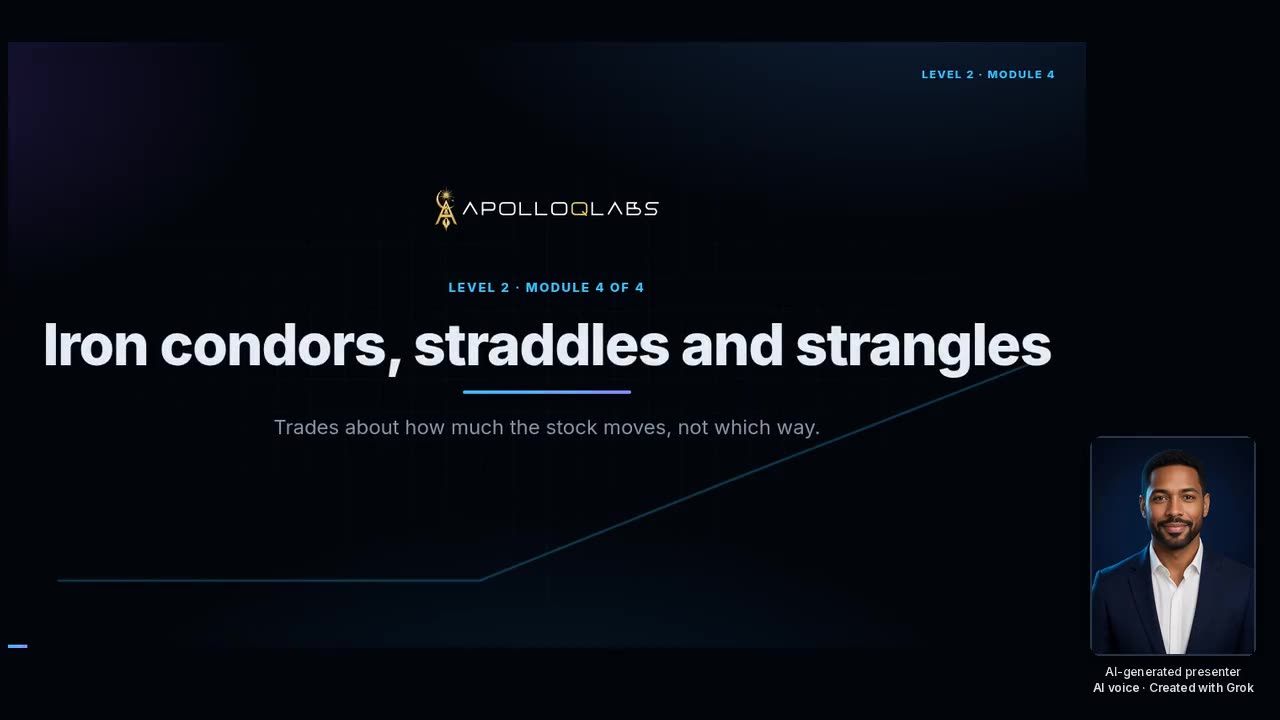 LEVEL 2 · MODULE 4
APOLLOQLABS
LEVEL 2 · MODULE 4 OF 4
Iron condors, straddles and strangles
Trades about how much the stock moves, not which way.
AI-generated presenter
AI voice · Created with Grok